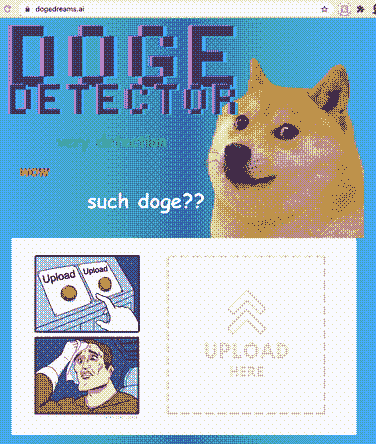 dogedreams.ai
DOGE
DETECTOR
wow
such doge??
Upload
Upload
UPLOAD
HERE